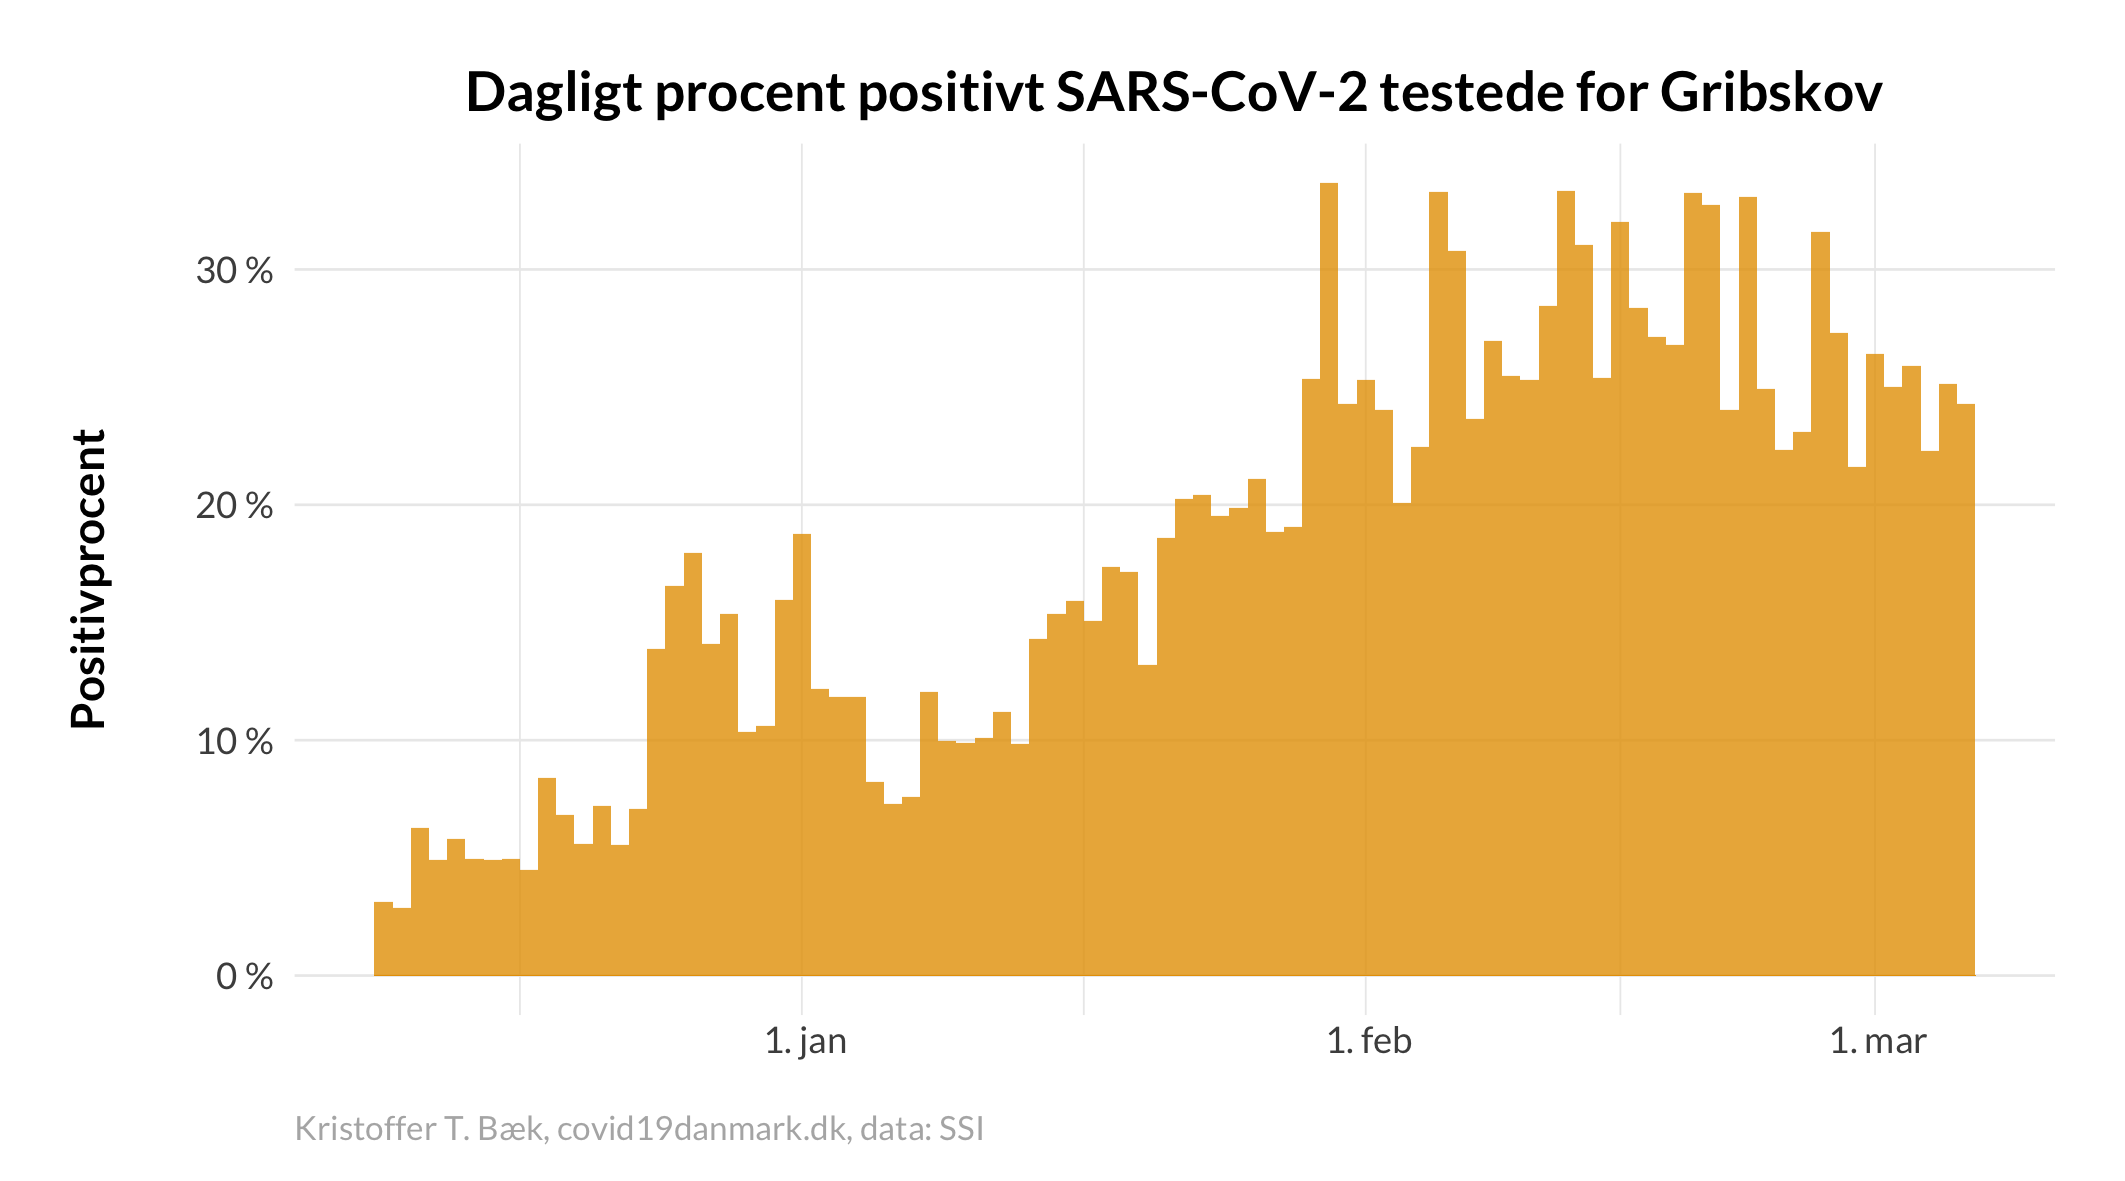 Dagligt procent positivt SARS-CoV-2 testede for Gribskov
Positivprocent
30 %
20 %
10 %
0 %
1. jan
1. feb
1. mar
Kristoffer T. Bæk, covid19danmark.dk, data: SSI